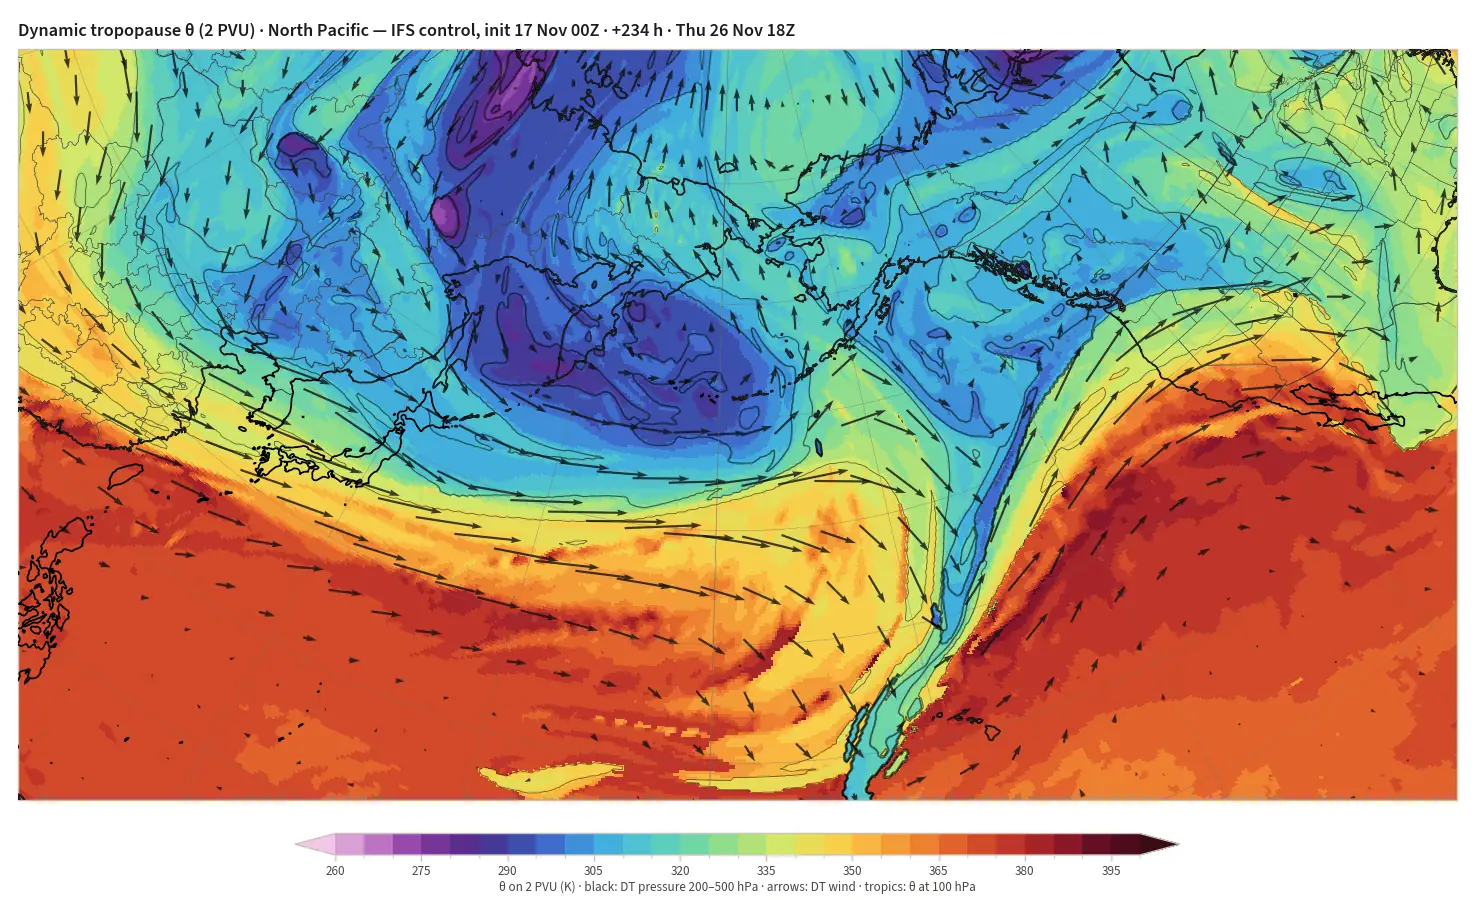 Dynamic tropopause θ (2 PVU) · North Pacific — IFS control, init 17 Nov 00Z · +234 h · Thu 26 Nov 18Z
260 275 290 305 320 335 350 365 380 395
θ on 2 PVU (K) · black: DT pressure 200–500 hPa · arrows: DT wind · tropics: θ at 100 hPa